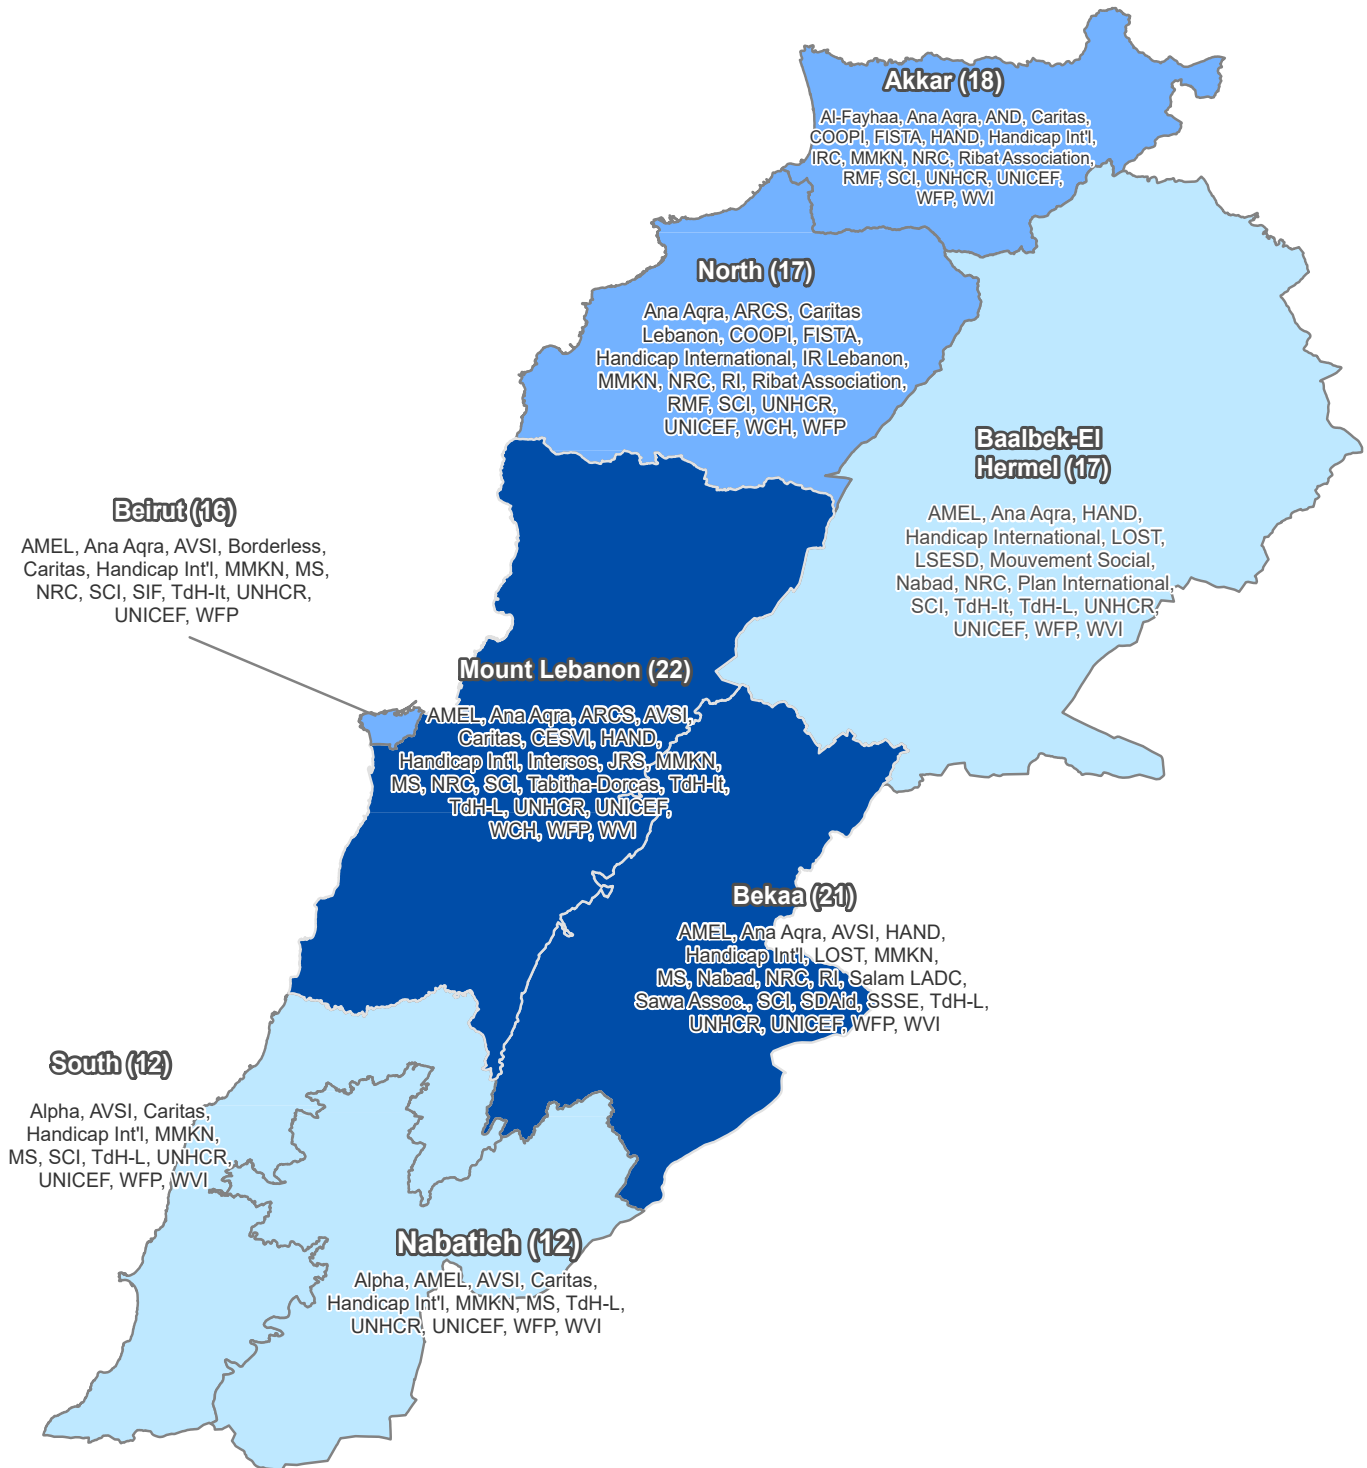 Akkar (18)
Al-Fayhaa, Ana Aqra, AND, Caritas,
COOPI, FISTA, HAND, Handicap Int'l,
IRC, MMKN, NRC, Ribat Association,
RMF, SCI, UNHCR, UNICEF,
WFP, WVI
North (17)
Ana Aqra, ARCS, Caritas
Lebanon, COOPI, FISTA,
Handicap International, IR Lebanon,
MMKN, NRC, RI, Ribat Association,
RMF, SCI, UNHCR,
UNICEF, WCH, WFP
Baalbek-El
Hermel (17)
AMEL, Ana Aqra, HAND,
Handicap International, LOST,
LSESD, Mouvement Social,
Nabad, NRC, Plan International,
SCI, TdH-It, TdH-L, UNHCR,
UNICEF, WFP, WVI
Beirut (16)
AMEL, Ana Aqra, AVSI, Borderless,
Caritas, Handicap Int'l, MMKN, MS,
NRC, SCI, SIF, TdH-It, UNHCR,
UNICEF, WFP
Mount Lebanon (22)
AMEL, Ana Aqra, ARCS, AVSI,
Caritas, CESVI, HAND,
Handicap Int'l, Intersos, JRS, MMKN,
MS, NRC, SCI, Tabitha-Dorcas, TdH-It,
TdH-L, UNHCR, UNICEF,
WCH, WFP, WVI
Bekaa (21)
AMEL, Ana Aqra, AVSI, HAND,
Handicap Int'l, LOST, MMKN,
MS, Nabad, NRC, RI, Salam LADC,
Sawa Assoc., SCI, SDAid, SSSE, TdH-L,
UNHCR, UNICEF, WFP, WVI
South (12)
Alpha, AVSI, Caritas,
Handicap Int'l, MMKN,
MS, SCI, TdH-L, UNHCR,
UNICEF, WFP, WVI
Nabatieh (12)
Alpha, AMEL, AVSI, Caritas,
Handicap Int'l, MMKN, MS, TdH-L,
UNHCR, UNICEF, WFP, WVI